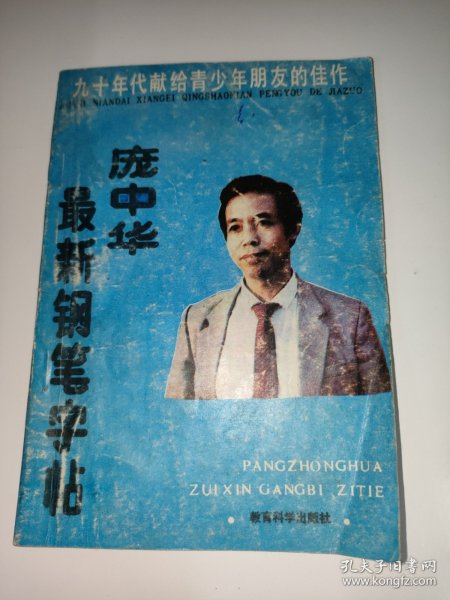 九十年代献给青少年朋友的佳作
NIANDAI XIANGEI QINGSHAONIAN PENGYOU DE JIAZUO
庞中华
最新钢笔字帖
PANGZHONGHUA
ZUIXIN GANGBI ZITIE
·教育科学出版社·
孔夫子旧书网
www.kongfz.com